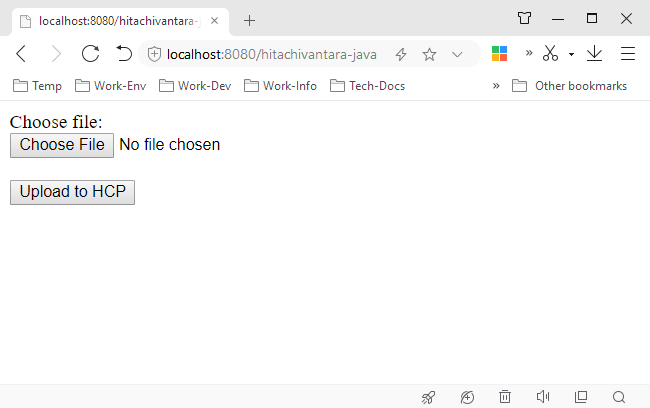 localhost:8080/hitachivantara-j
localhost:8080/hitachivantara-java
Temp Work-Env Work-Dev Work-Info Tech-Docs » Other bookmarks
Choose file:
Choose File No file chosen
Upload to HCP